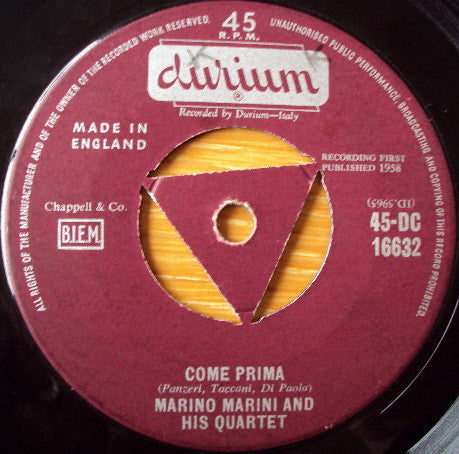 ALL RIGHTS OF THE MANUFACTURER AND OF THE OWNER OF THE RECORDED WORK RESERVED. UNAUTHORISED PUBLIC PERFORMANCE, BROADCASTING AND COPYING OF THIS RECORD PROHIBITED.
45
R.P.M.
durium
®
Recorded by Durium—Italy
MADE IN
ENGLAND
RECORDING FIRST
PUBLISHED 1958
Chappell & Co.
B.I.E.M.
(ID.5965)
45-DC
16632
COME PRIMA
(Panzeri, Taccani, Di Paola)
MARINO MARINI AND
HIS QUARTET